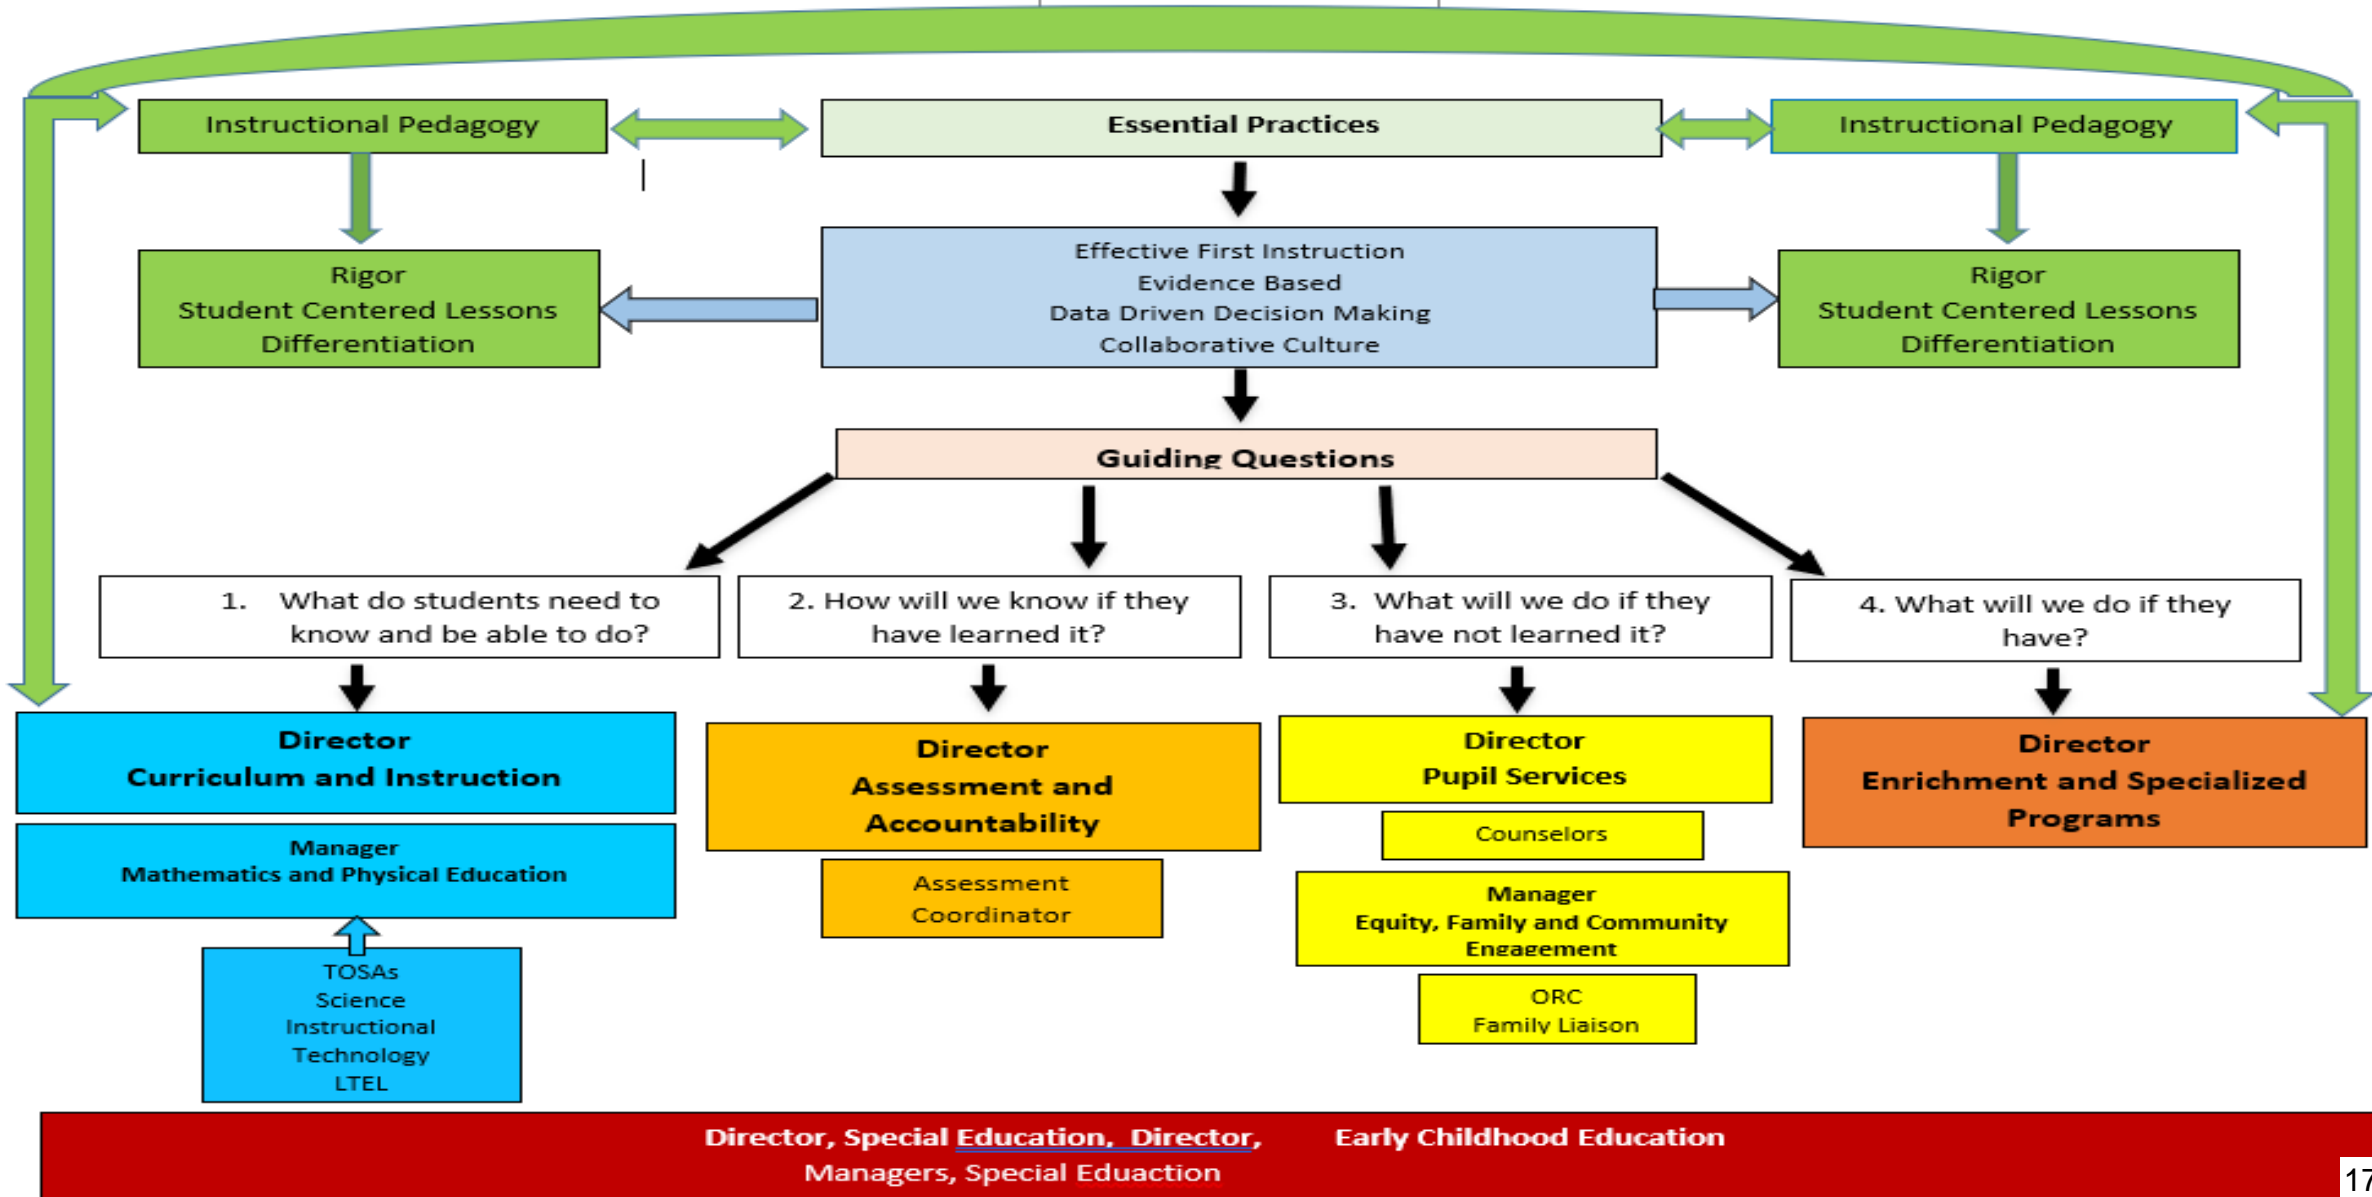 Instructional Pedagogy
Essential Practices
Instructional Pedagogy
Rigor
Student Centered Lessons
Differentiation
Effective First Instruction
Evidence Based
Data Driven Decision Making
Collaborative Culture
Rigor
Student Centered Lessons
Differentiation
Guiding Questions
1. What do students need to
know and be able to do?
2. How will we know if they
have learned it?
3. What will we do if they
have not learned it?
4. What will we do if they
have?
Director
Curriculum and Instruction
Manager
Mathematics and Physical Education
TOSAs
Science
Instructional
Technology
LTEL
Director
Assessment and
Accountability
Assessment
Coordinator
Director
Pupil Services
Counselors
Manager
Equity, Family and Community
Engagement
ORC
Family Liaison
Director
Enrichment and Specialized
Programs
Director, Special Education, Director, Early Childhood Education
Managers, Special Eduaction
17